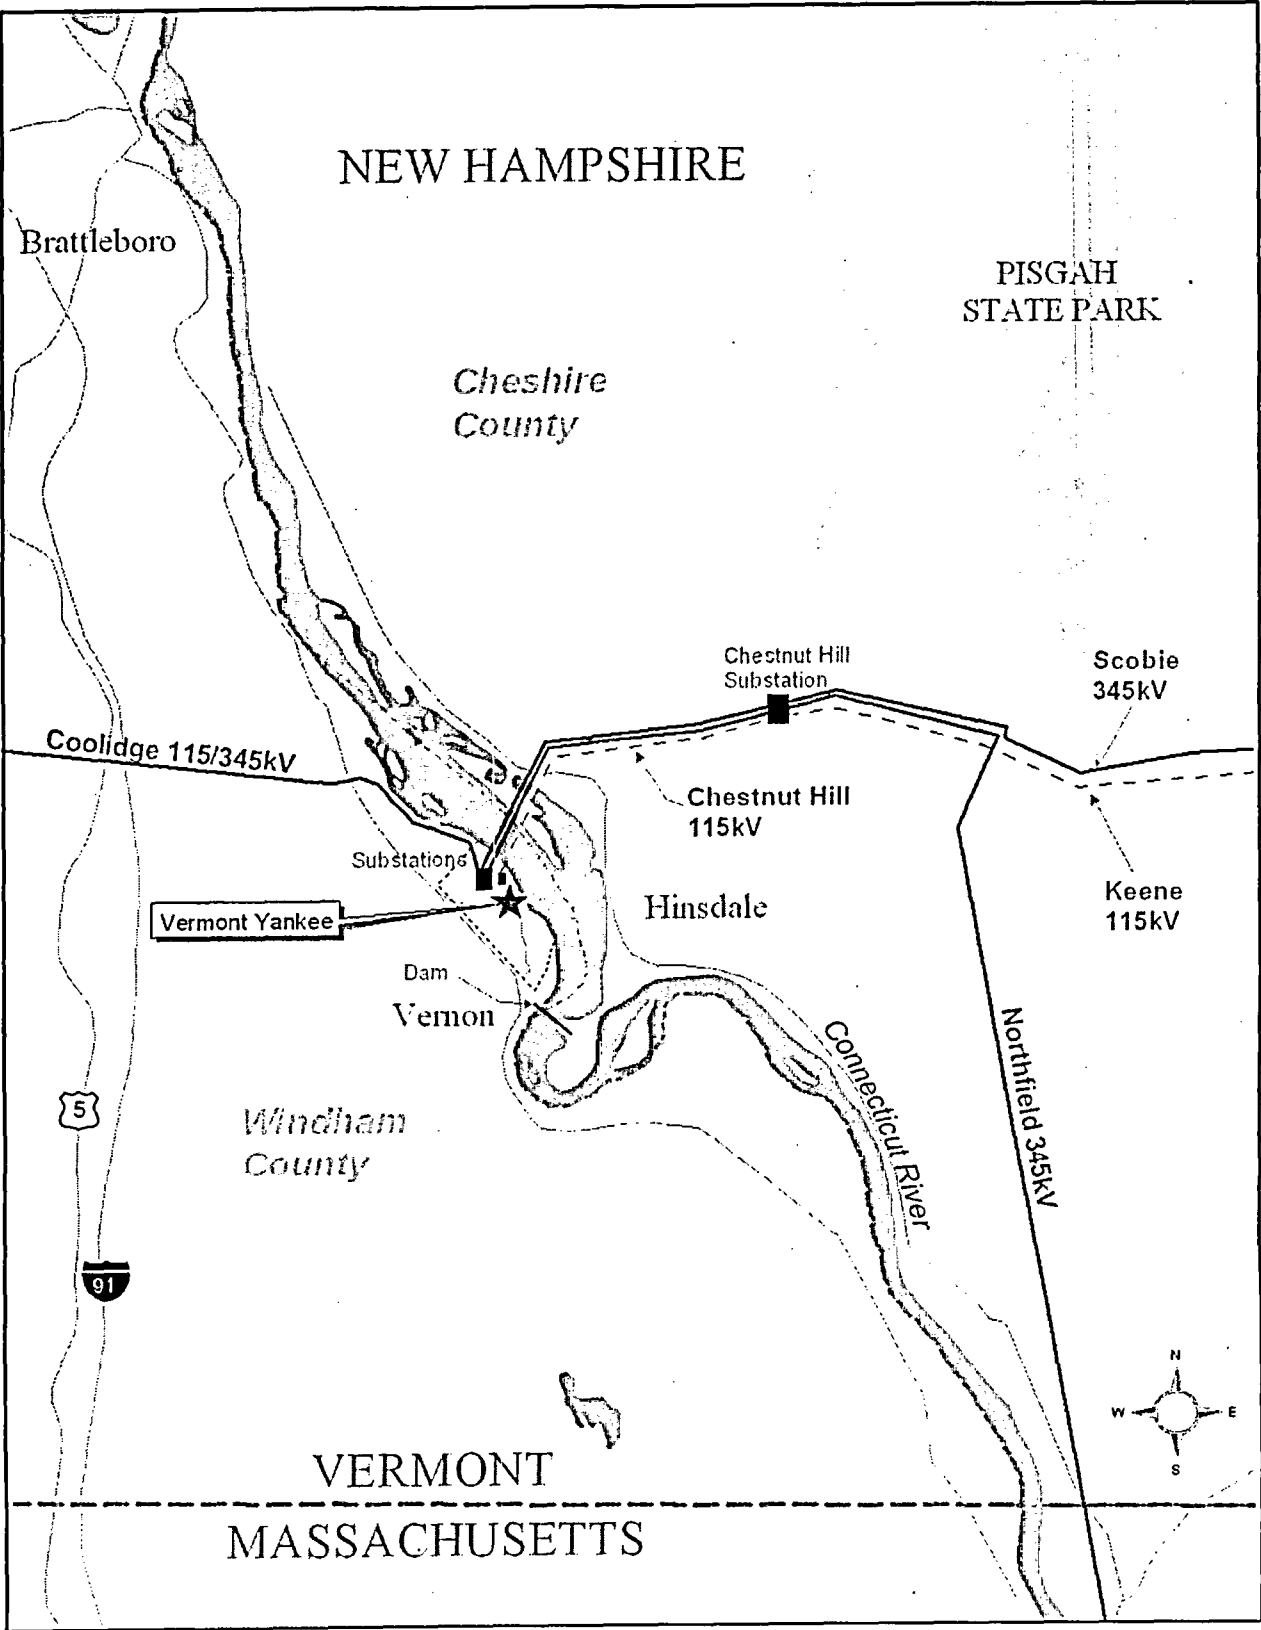 NEW HAMPSHIRE
Brattleboro
PISGAH
STATE PARK
Cheshire
County
Chestnut Hill
Substation
Scobie
345kV
Coolidge 115/345kV
Chestnut Hill
115kV
Substations
Keene
115kV
Hinsdale
Vermont Yankee
Dam
Vernon
Connecticut River
Northfield 345kV
5
Windham
County
91
N
W
E
S
VERMONT
MASSACHUSETTS